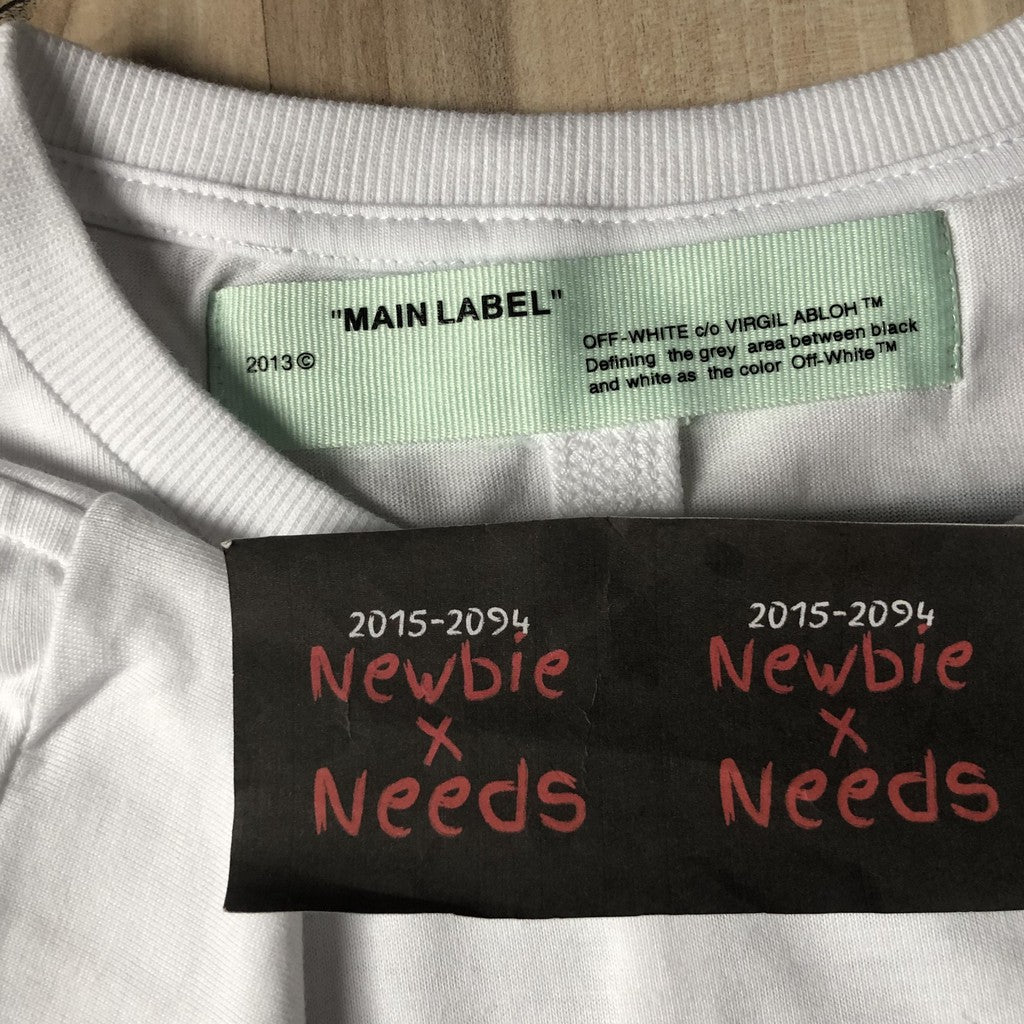 "MAIN LABEL"
2013©
OFF-WHITE c/o VIRGIL ABLOH™
Defining the grey area between black
and white as the color Off-White™
2015-2094
Newbie
x
Needs
2015-2094
Newbie
x
Needs